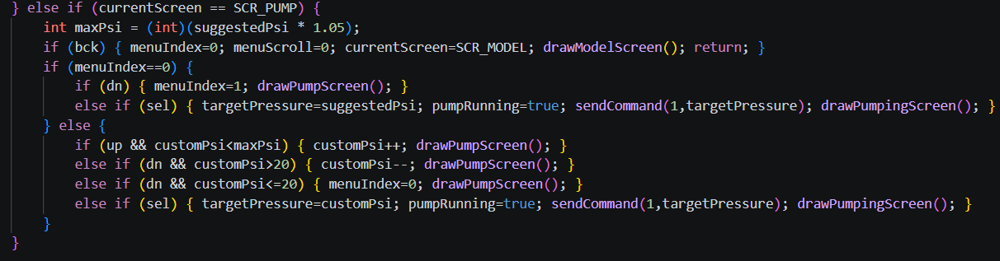 } else if (currentScreen == SCR_PUMP) {
    int maxPsi = (int)(suggestedPsi * 1.05);
    if (bck) { menuIndex=0; menuScroll=0; currentScreen=SCR_MODEL; drawModelScreen(); return; }
    if (menuIndex==0) {
        if (dn) { menuIndex=1; drawPumpScreen(); }
        else if (sel) { targetPressure=suggestedPsi; pumpRunning=true; sendCommand(1,targetPressure); drawPumpingScreen(); }
    } else {
        if (up && customPsi<maxPsi) { customPsi++; drawPumpScreen(); }
        else if (dn && customPsi>20) { customPsi--; drawPumpScreen(); }
        else if (dn && customPsi<=20) { menuIndex=0; drawPumpScreen(); }
        else if (sel) { targetPressure=customPsi; pumpRunning=true; sendCommand(1,targetPressure); drawPumpingScreen(); }
    }
}